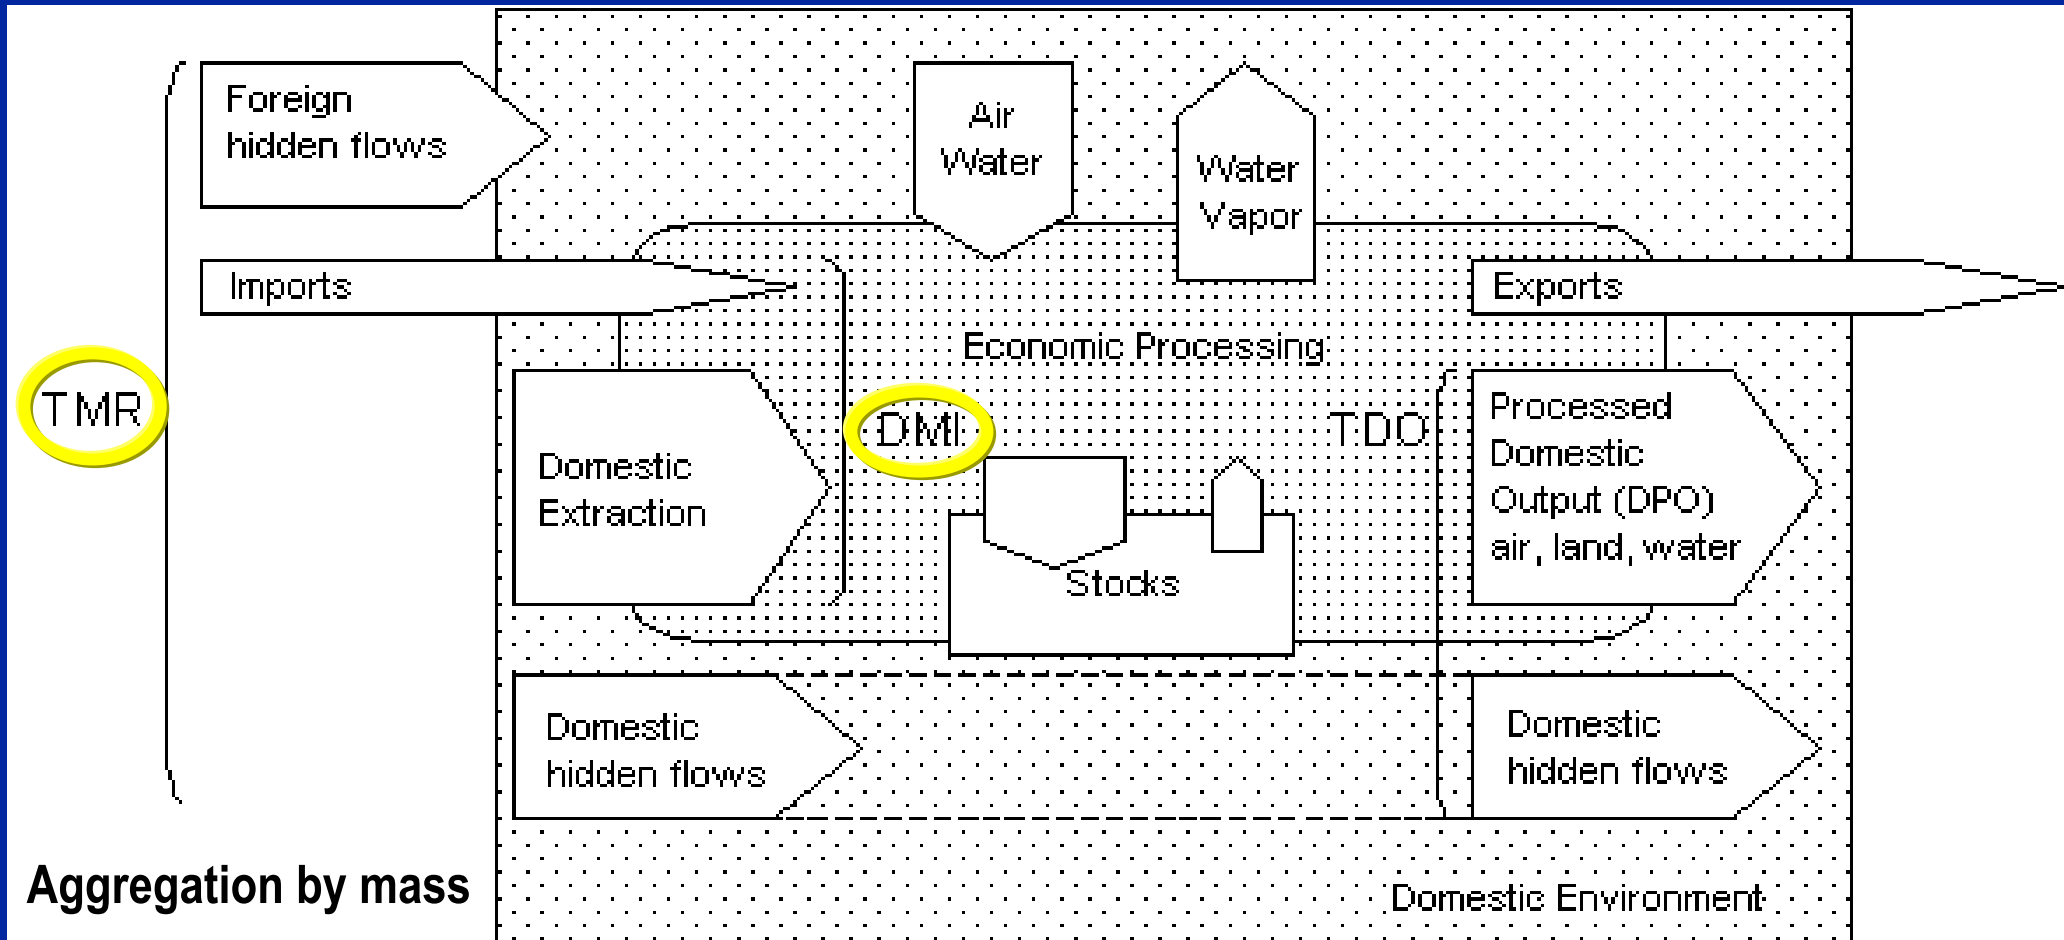 Foreign
hidden flows
Air
Water
Water
Vapor
Imports
Exports
Economic Processing
TMR
DMI
TDO
Domestic
Extraction
Processed
Domestic
Output (DPO)
air, land, water
Stocks
Domestic
hidden flows
Domestic
hidden flows
Aggregation by mass
Domestic Environment